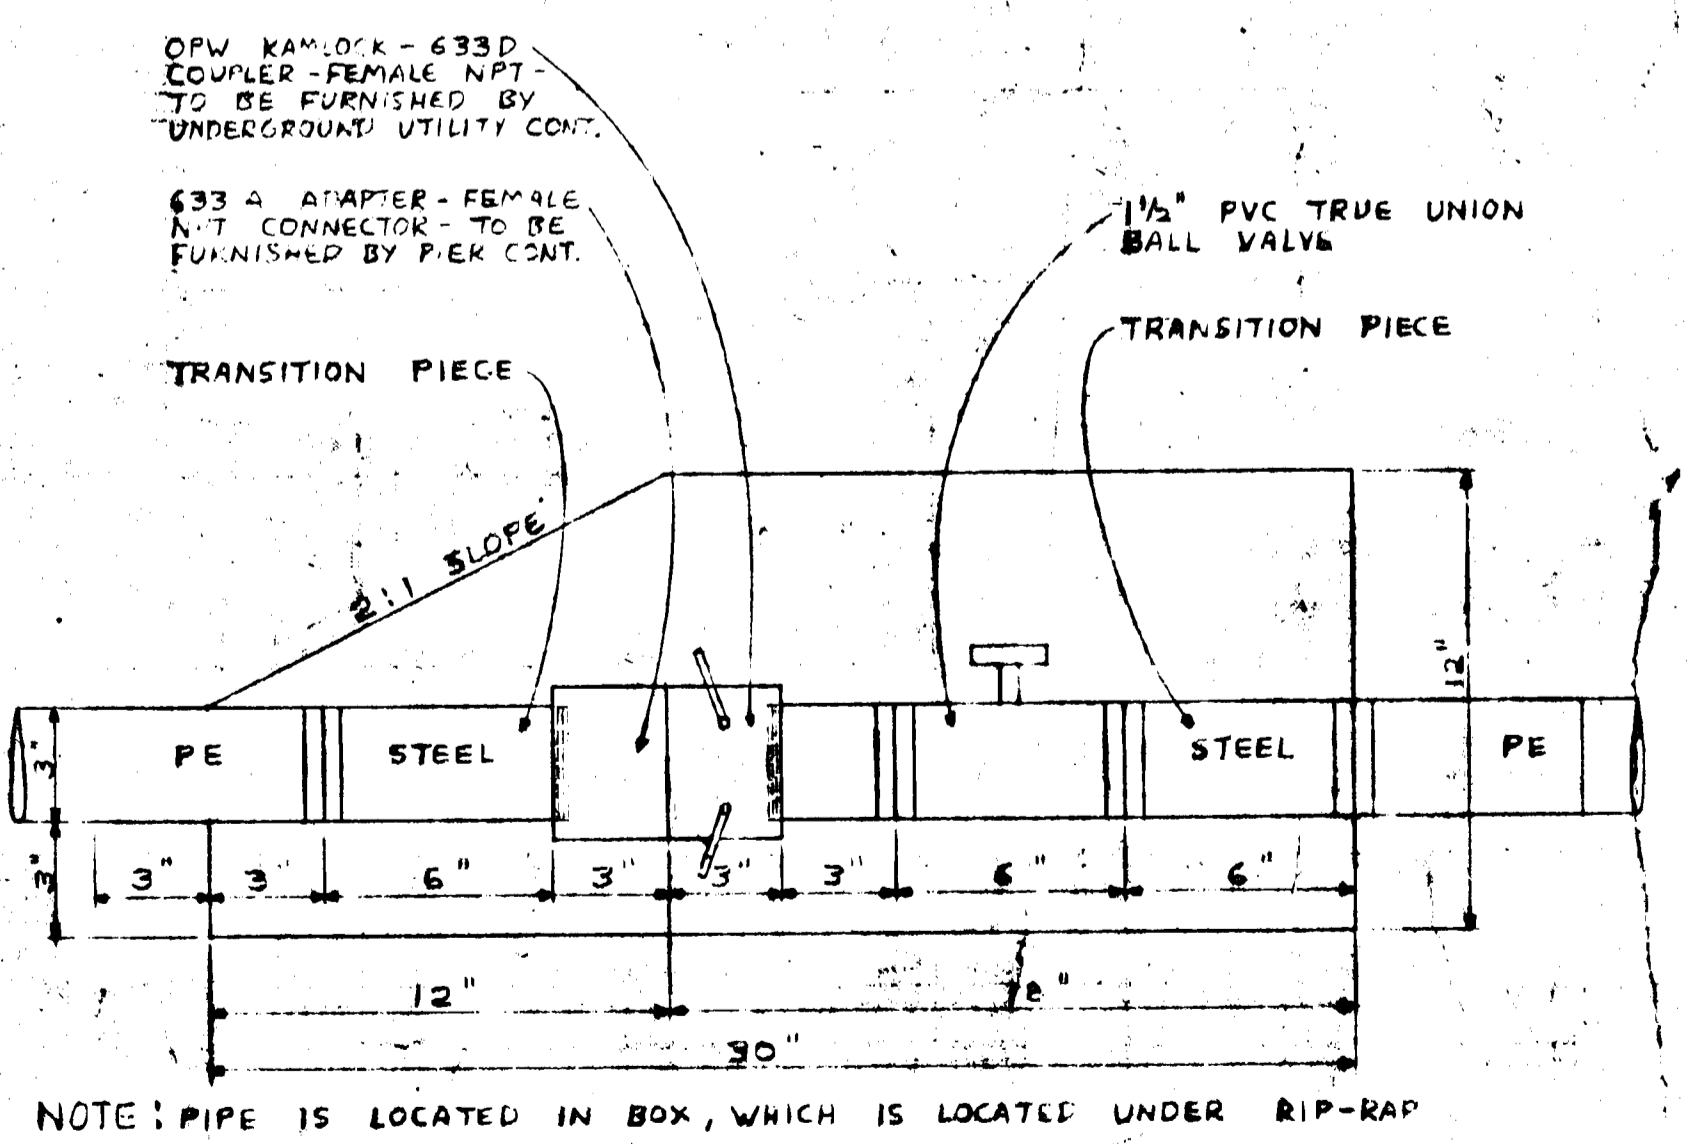 OPW KAMLOCK - 633D
COUPLER - FEMALE NPT -
TO BE FURNISHED BY
UNDERGROUND UTILITY CONT.
633 A ADAPTER - FEMALE
NPT CONNECTOR - TO BE
FURNISHED BY PIER CONT.
TRANSITION PIECE
1½" PVC TRUE UNION
BALL VALVE
TRANSITION PIECE
2:1 SLOPE
12"
3" PE STEEL STEEL PE
3"
3" 3" 6" 3" 3" 3" 6" 6"
12" 18"
30"
NOTE: PIPE IS LOCATED IN BOX, WHICH IS LOCATED UNDER RIP-RAP